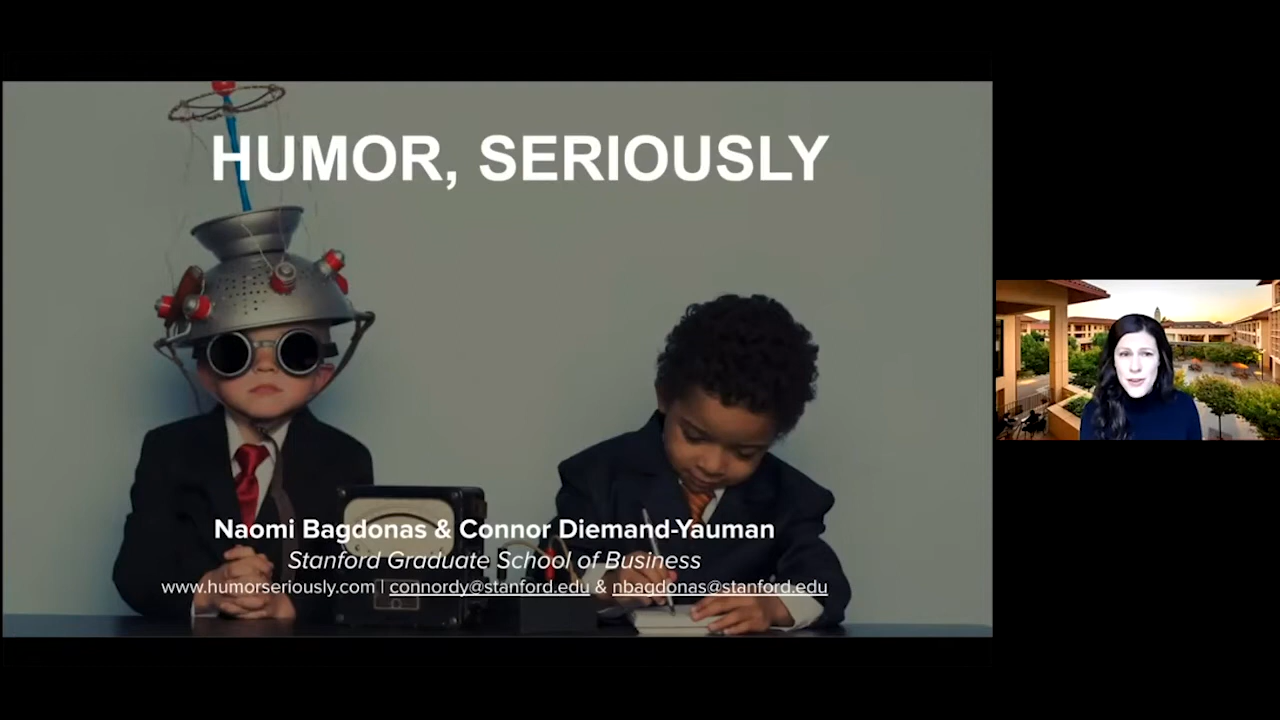 HUMOR, SERIOUSLY
Naomi Bagdonas & Connor Diemand-Yauman
Stanford Graduate School of Business
www.humorseriously.com | connordy@stanford.edu & nbagdonas@stanford.edu